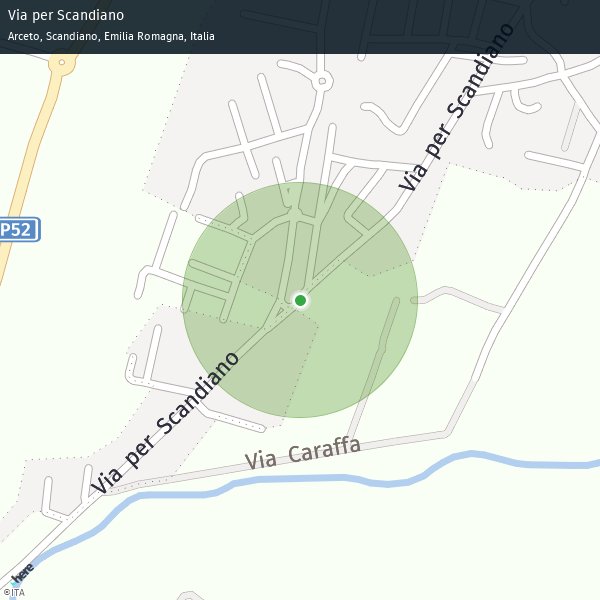 Via per Scandiano
Arceto, Scandiano, Emilia Romagna, Italia
Via per Scandiano
P52
Via per Scandiano
Via Caraffa
here
©ITA